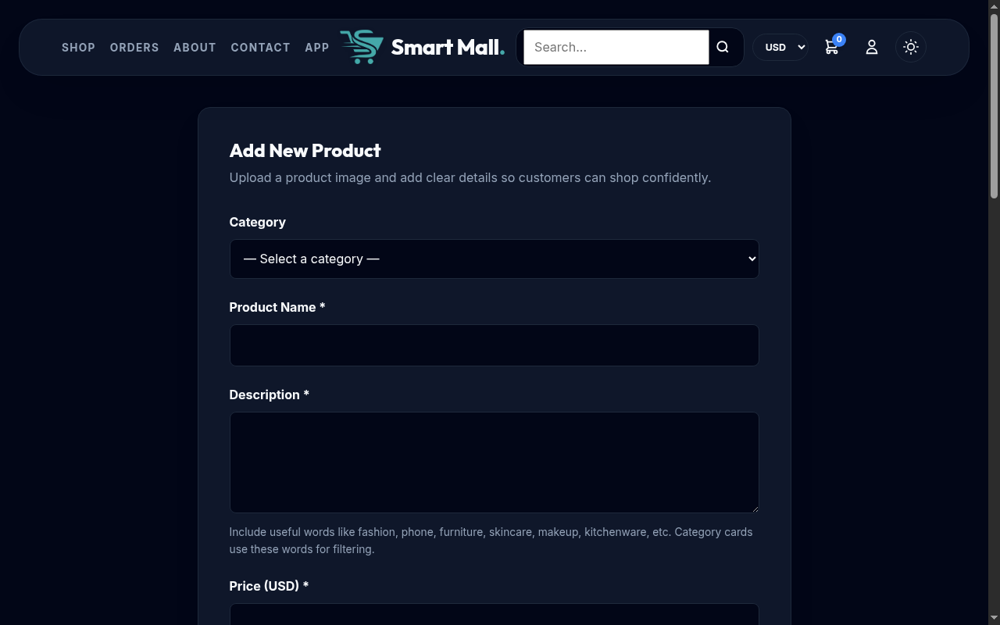 SHOP ORDERS ABOUT CONTACT APP Smart Mall. Search... USD 0
Add New Product
Upload a product image and add clear details so customers can shop confidently.
Category
— Select a category —
Product Name *
Description *
Include useful words like fashion, phone, furniture, skincare, makeup, kitchenware, etc. Category cards
use these words for filtering.
Price (USD) *